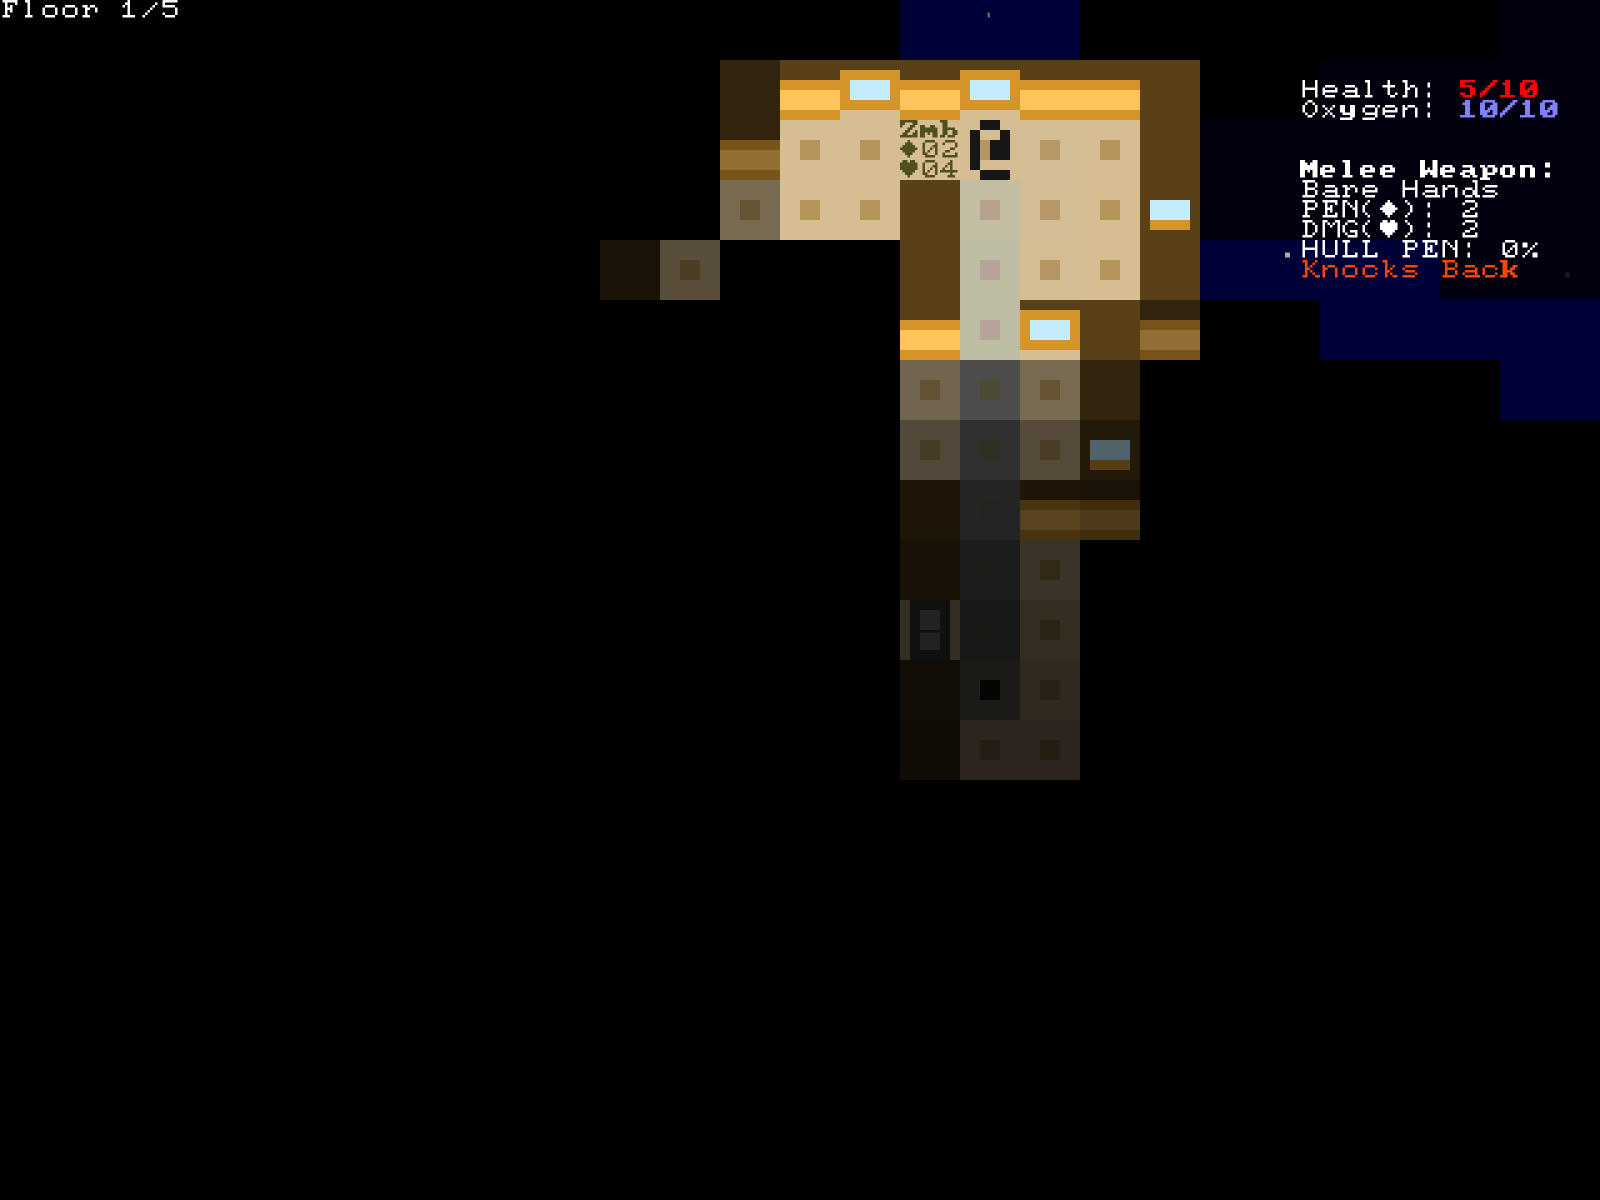 Floor 1/5
Health: 5/10
Oxygen: 10/10
Zmb
♦02
♥04
@
Melee Weapon:
Bare Hands
PEN(♦): 2
DMG(♥): 2
HULL PEN: 0%
Knocks Back